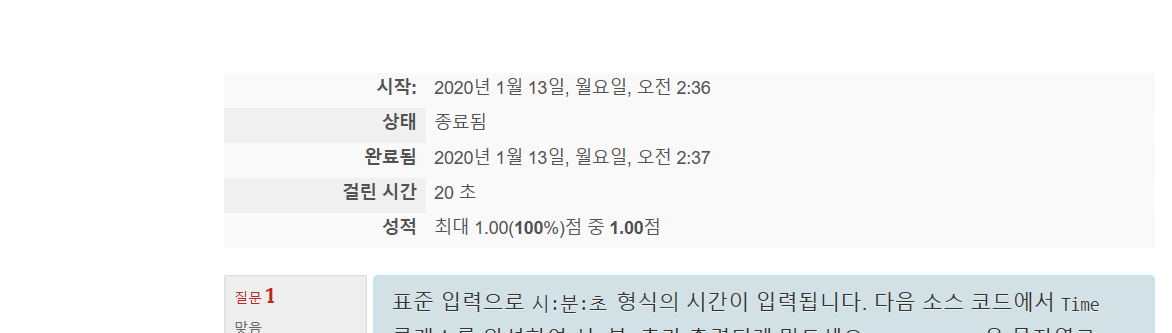 시작: 2020년 1월 13일, 월요일, 오전 2:36
상태 종료됨
완료됨 2020년 1월 13일, 월요일, 오전 2:37
걸린 시간 20 초
성적 최대 1.00(100%)점 중 1.00점
질문 1
맞음
표준 입력으로 시:분:초 형식의 시간이 입력됩니다. 다음 소스 코드에서 Time